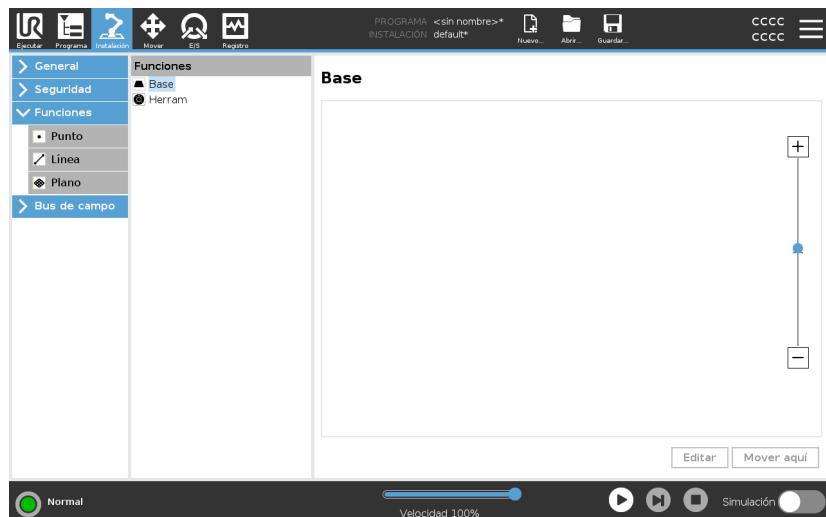 PROGRAMA <sin nombre>*
INSTALACIÓN default*
CCCC
CCCC
Ejecutar Programa Instalación Mover E/S Registro
Nuevo... Abrir... Guardar...
General
Seguridad
Funciones
Punto
Línea
Plano
Bus de campo
Funciones
Base
Herram
Base
Editar
Mover aquí
Normal
Velocidad 100%
Simulación